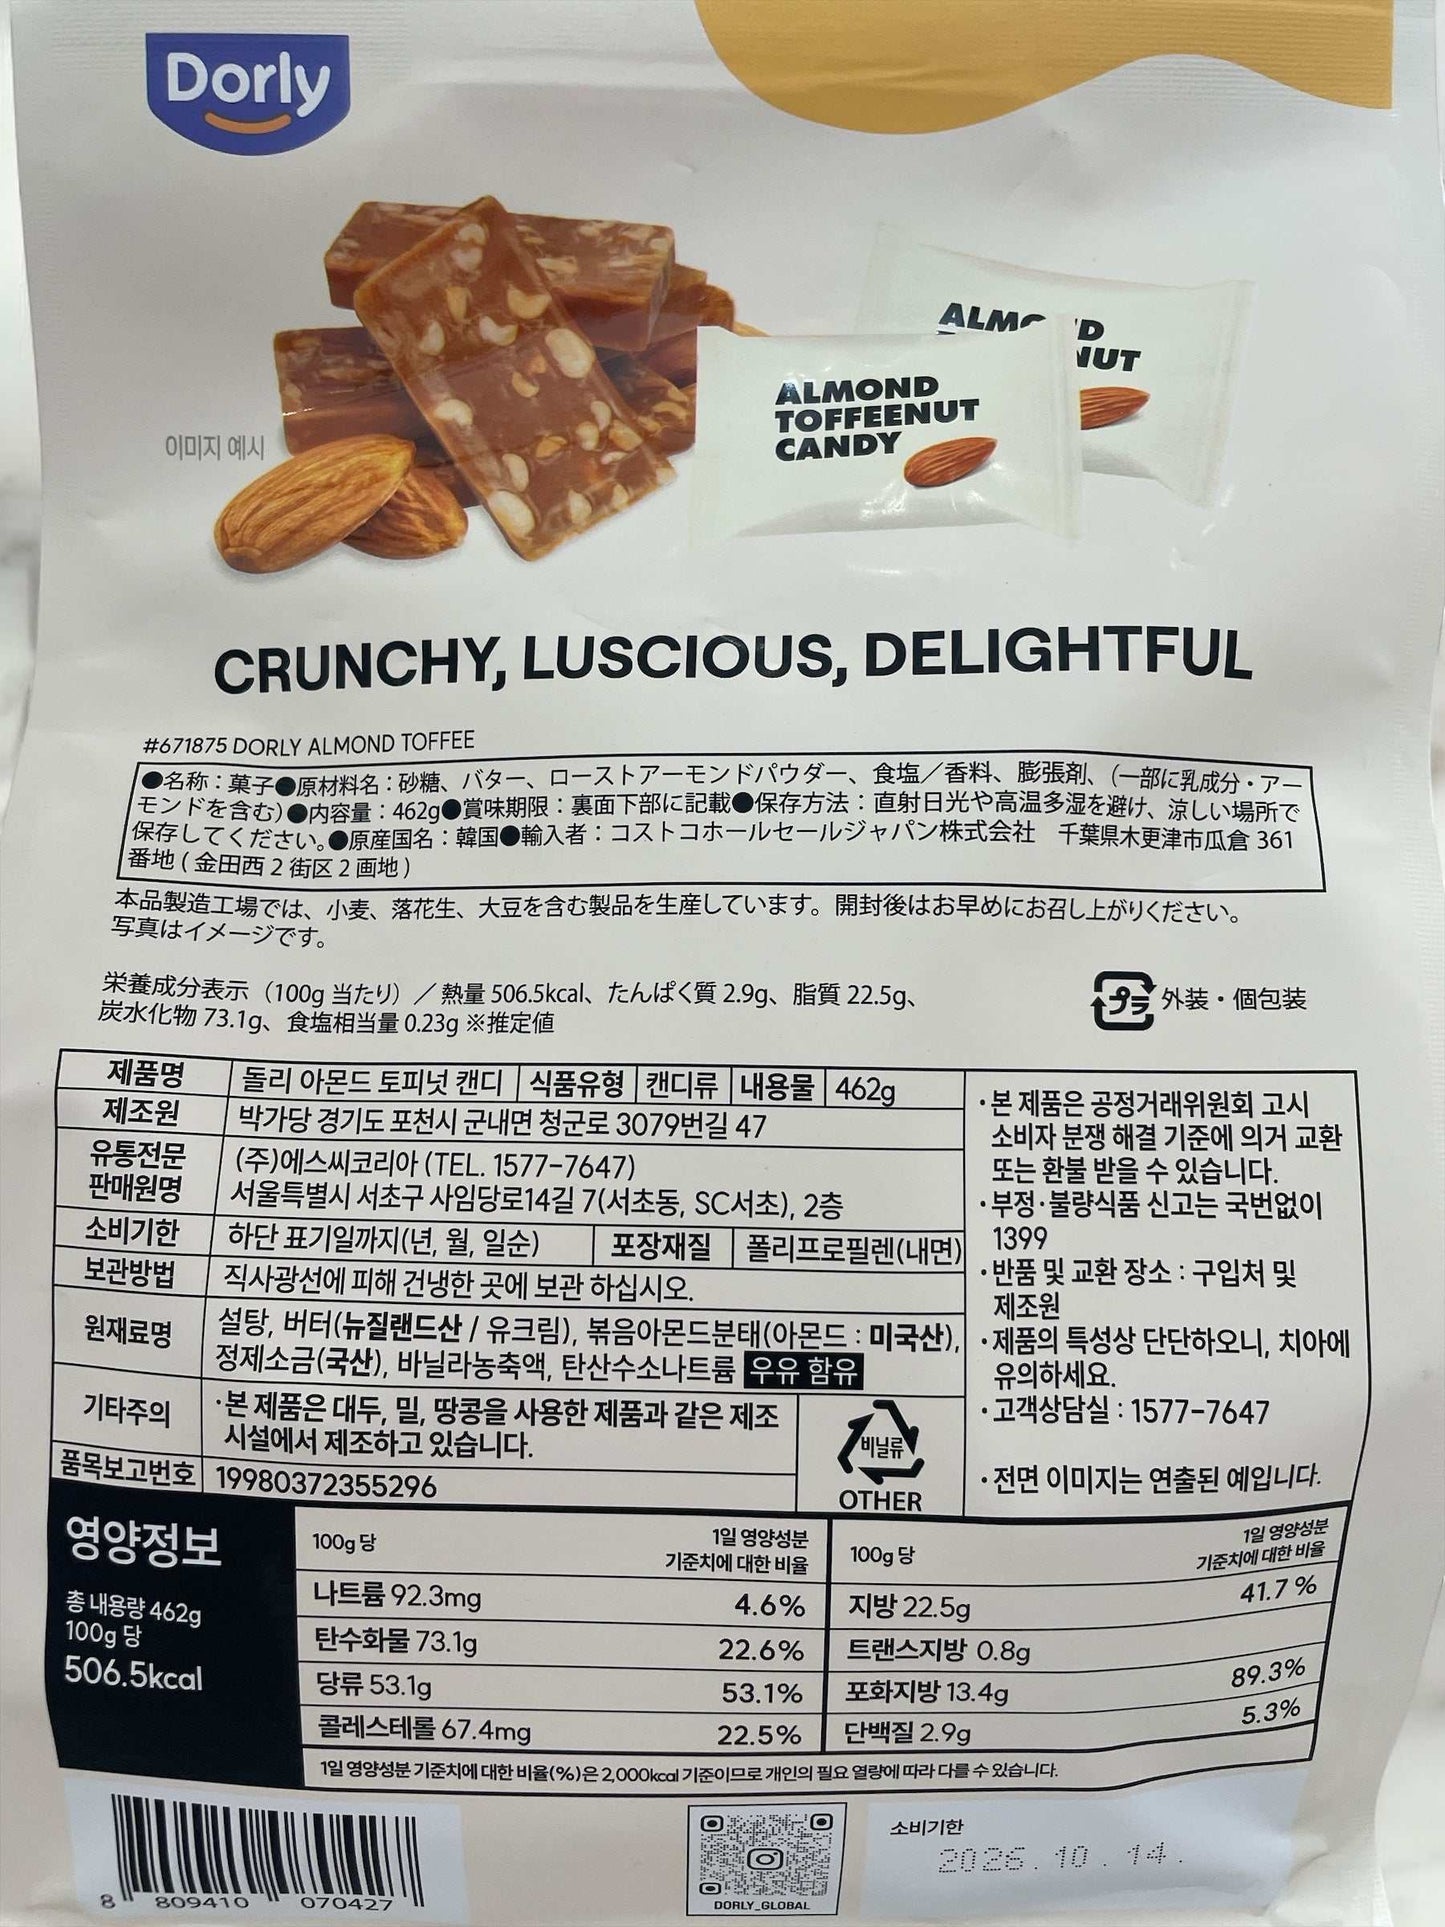 Dorly
ALMOND
NUT
ALMOND
TOFFEENUT
CANDY
이미지 예시
CRUNCHY, LUSCIOUS, DELIGHTFUL
#671875 DORLY ALMOND TOFFEE
●名称：菓子●原材料名：砂糖、バター、ローストアーモンドパウダー、食塩／香料、膨張剤、（一部に乳成分・アー
モンドを含む）●内容量：462g●賞味期限：裏面下部に記載●保存方法：直射日光や高温多湿を避け、涼しい場所で
保存してください。●原産国名：韓国●輸入者：コストコホールセールジャパン株式会社　千葉県木更津市瓜倉 361
番地 ( 金田西 2 街区 2 画地 )
本品製造工場では、小麦、落花生、大豆を含む製品を生産しています。開封後はお早めにお召し上がりください。
写真はイメージです。
栄養成分表示（100g 当たり）／熱量 506.5kcal、たんぱく質 2.9g、脂質 22.5g、
炭水化物 73.1g、食塩相当量 0.23g ※推定値
プラ 外装・個包装
제품명 돌리 아몬드 토피넛 캔디 식품유형 캔디류 내용물 462g
제조원 박가당 경기도 포천시 군내면 청군로 3079번길 47
유통전문 (주)에스씨코리아 (TEL. 1577-7647)
판매원명 서울특별시 서초구 사임당로14길 7(서초동, SC서초), 2층
소비기한 하단 표기일까지(년, 월, 일순) 포장재질 폴리프로필렌(내면)
보관방법 직사광선에 피해 건냉한 곳에 보관 하십시오.
원재료명 설탕, 버터(뉴질랜드산 / 유크림), 볶음아몬드분태(아몬드 : 미국산),
정제소금(국산), 바닐라농축액, 탄산수소나트륨 우유 함유
기타주의 ·본 제품은 대두, 밀, 땅콩을 사용한 제품과 같은 제조
시설에서 제조하고 있습니다.
품목보고번호 19980372355296
비닐류
OTHER
·본 제품은 공정거래위원회 고시
소비자 분쟁 해결 기준에 의거 교환
또는 환불 받을 수 있습니다.
·부정·불량식품 신고는 국번없이
1399
·반품 및 교환 장소 : 구입처 및
제조원
·제품의 특성상 단단하오니, 치아에
유의하세요.
·고객상담실 : 1577-7647
·전면 이미지는 연출된 예입니다.
영양정보
총 내용량 462g
100g 당
506.5kcal
100g 당 1일 영양성분
기준치에 대한 비율
나트륨 92.3mg 4.6%
탄수화물 73.1g 22.6%
당류 53.1g 53.1%
콜레스테롤 67.4mg 22.5%
100g 당 1일 영양성분
기준치에 대한 비율
지방 22.5g 41.7 %
트랜스지방 0.8g
포화지방 13.4g 89.3%
단백질 2.9g 5.3%
1일 영양성분 기준치에 대한 비율(%)은 2,000kcal 기준이므로 개인의 필요 열량에 따라 다를 수 있습니다.
8 809410 070427
DORLY_GLOBAL
소비기한
2026.10.14.